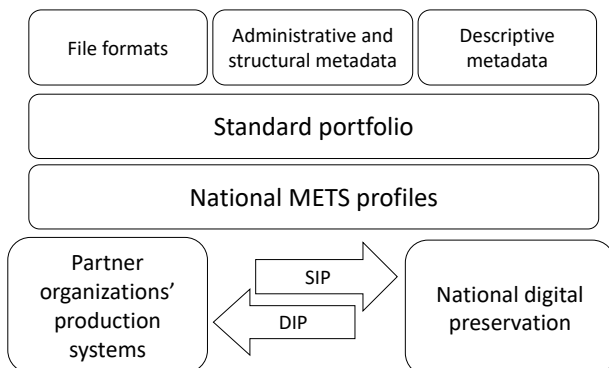 File formats
Administrative and
structural metadata
Descriptive
metadata
Standard portfolio
National METS profiles
Partner
organizations’
production
systems
SIP
DIP
National digital
preservation